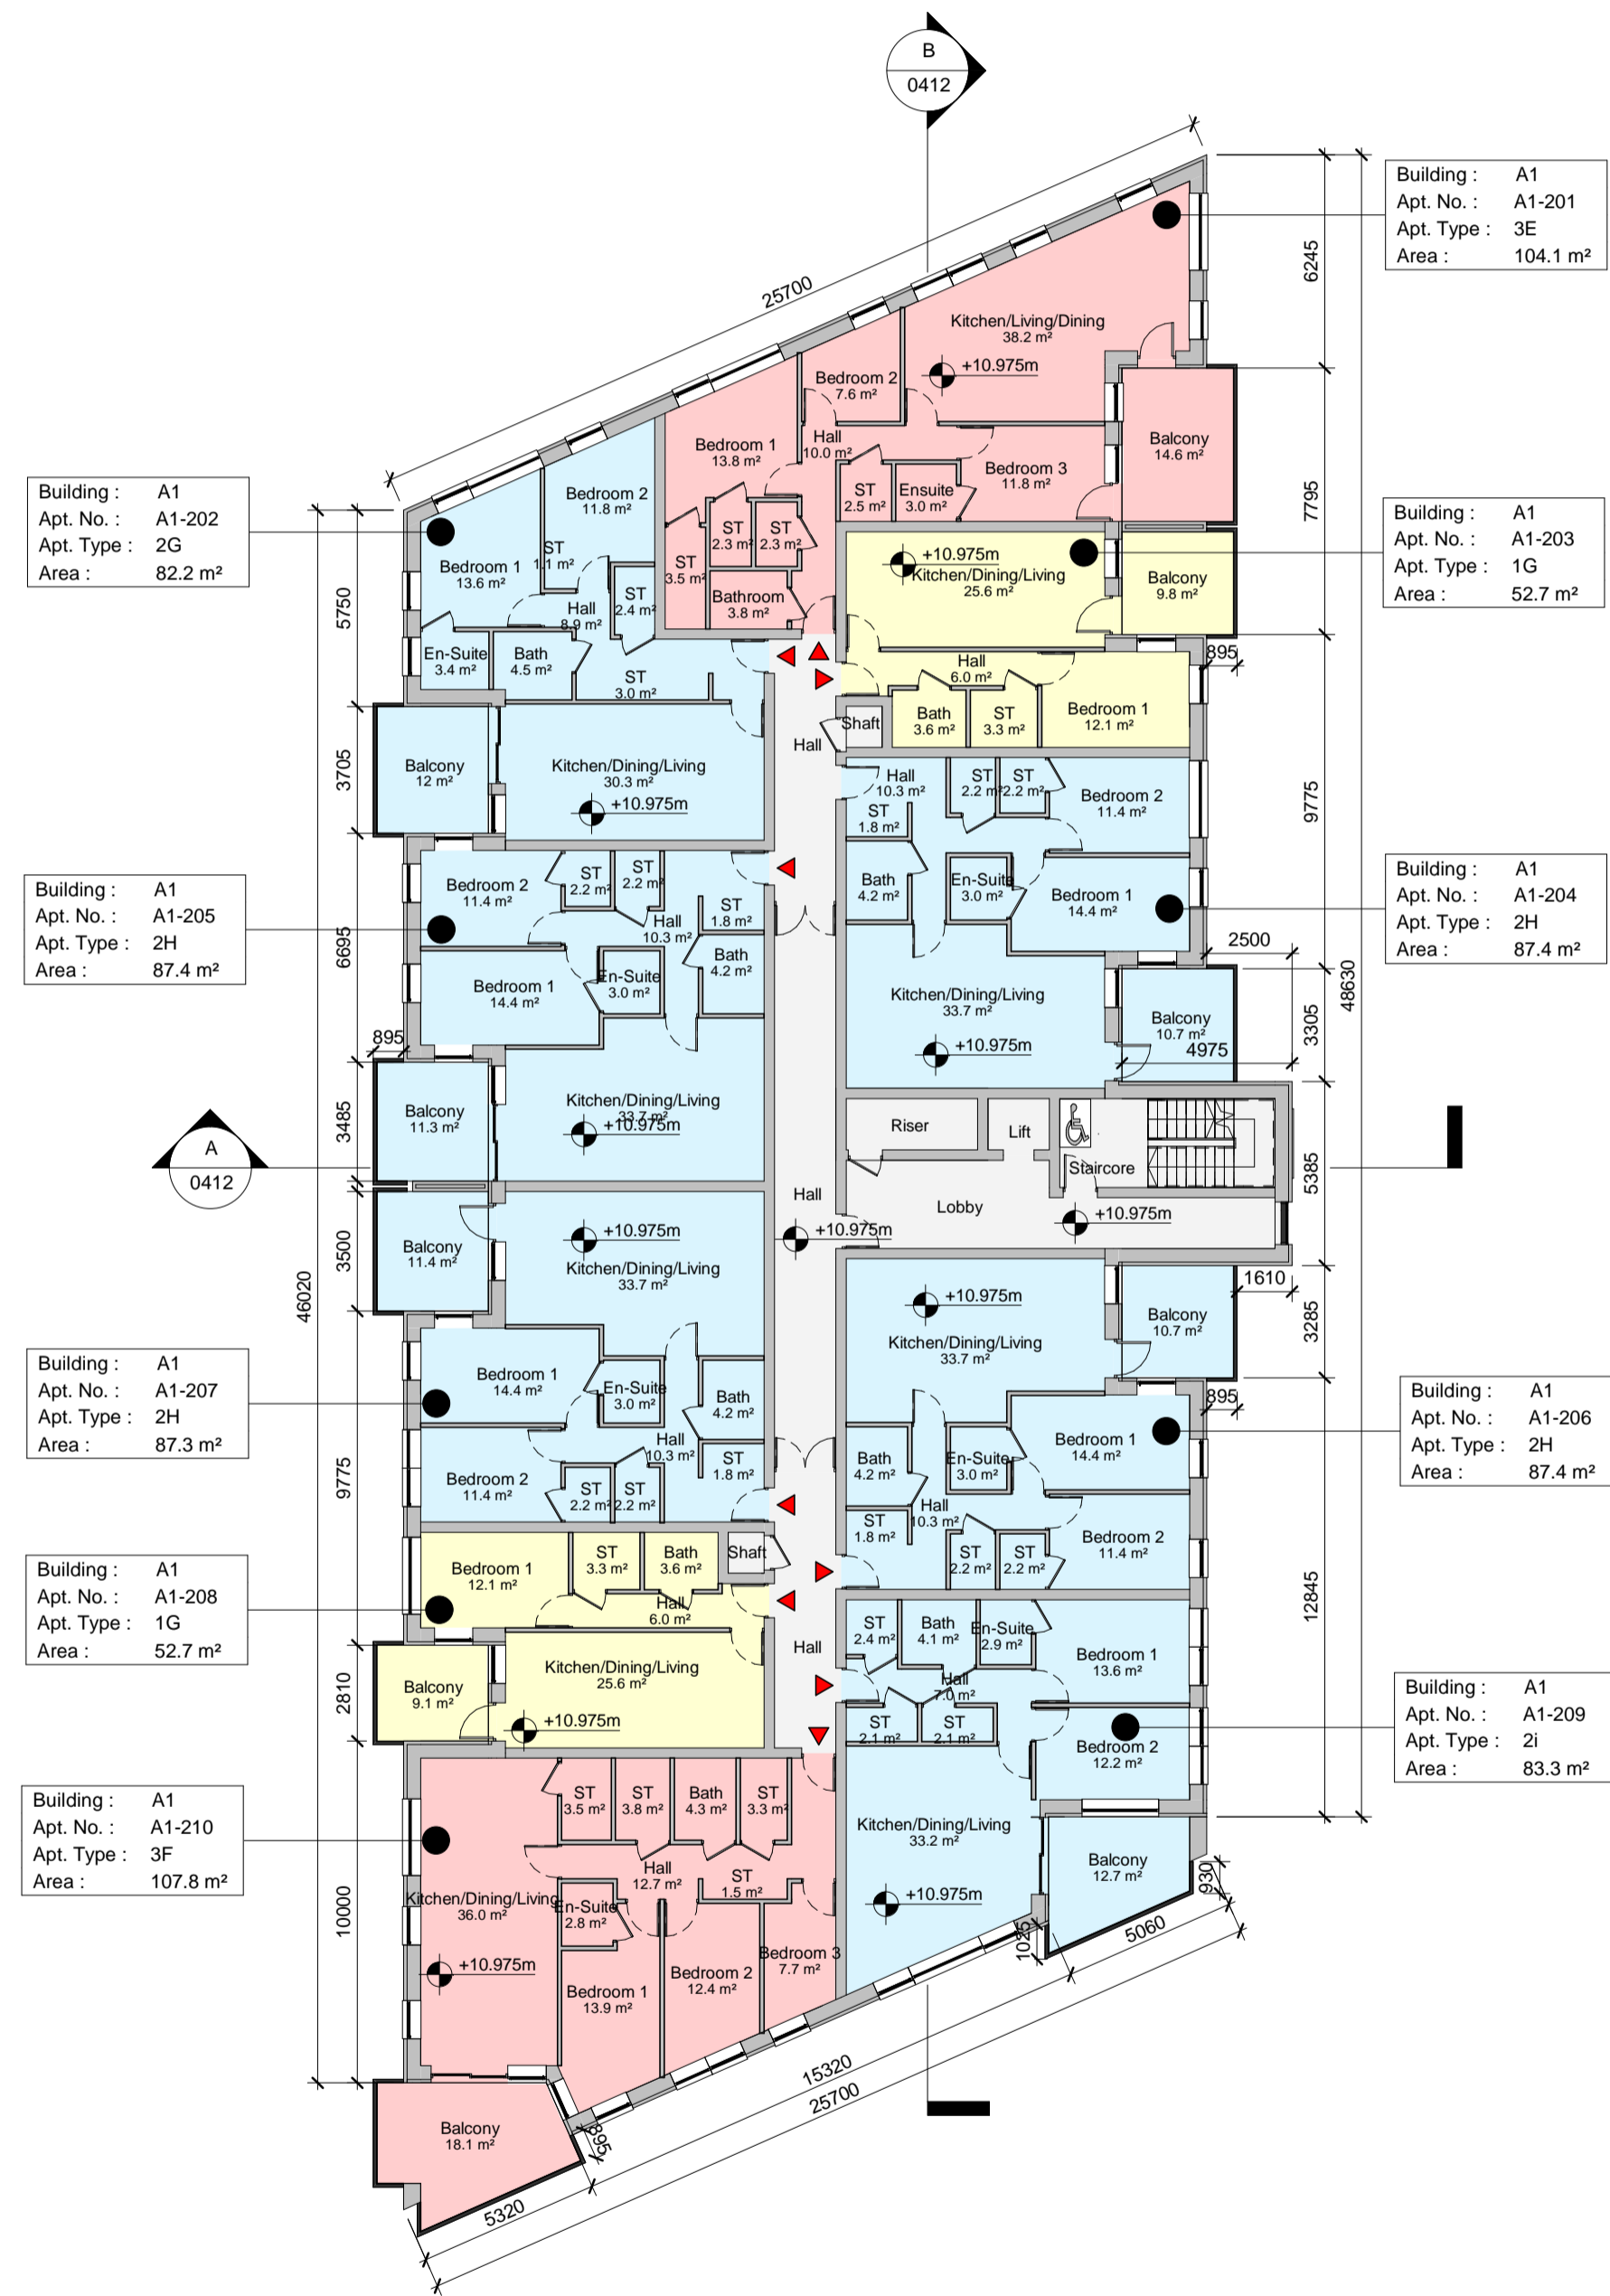 B
0412
25700
Building : A1
Apt. No. : A1-201
Apt. Type : 3E
Area : 104.1 m²
6245
Kitchen/Living/Dining
38.2 m²
+10.975m
Bedroom 2
7.6 m²
Bedroom 1
13.8 m²
Hall
10.0 m²
Bedroom 3
11.8 m²
Balcony
14.6 m²
ST
2.5 m²
Ensuite
3.0 m²
ST
2.3 m²
ST
2.3 m²
ST
3.5 m²
Bathroom
3.8 m²
7795
Building : A1
Apt. No. : A1-202
Apt. Type : 2G
Area : 82.2 m²
5750
Bedroom 2
11.8 m²
Bedroom 1
13.6 m²
ST
1.1 m²
Hall
8.9 m²
ST
2.4 m²
En-Suite
3.4 m²
Bath
4.5 m²
ST
3.0 m²
3705
Balcony
12 m²
Kitchen/Dining/Living
30.3 m²
+10.975m
Building : A1
Apt. No. : A1-203
Apt. Type : 1G
Area : 52.7 m²
+10.975m
Kitchen/Dining/Living
25.6 m²
Balcony
9.8 m²
895
Hall
6.0 m²
Bath
3.6 m²
ST
3.3 m²
Bedroom 1
12.1 m²
Shaft
Hall
9775
Hall
10.3 m²
ST
2.2 m²
ST
2.2 m²
Bedroom 2
11.4 m²
ST
1.8 m²
Bath
4.2 m²
En-Suite
3.0 m²
Bedroom 1
14.4 m²
Building : A1
Apt. No. : A1-204
Apt. Type : 2H
Area : 87.4 m²
2500
48630
Kitchen/Dining/Living
33.7 m²
+10.975m
Balcony
10.7 m²
4975
3305
Building : A1
Apt. No. : A1-205
Apt. Type : 2H
Area : 87.4 m²
6695
Bedroom 2
11.4 m²
ST
2.2 m²
ST
2.2 m²
ST
1.8 m²
Hall
10.3 m²
Bath
4.2 m²
Bedroom 1
14.4 m²
En-Suite
3.0 m²
895
3485
Balcony
11.3 m²
Kitchen/Dining/Living
33.7 m²
+10.975m
A
0412
Riser
Lift
Staircore
Lobby
+10.975m
5385
Hall
+10.975m
46020
3500
Balcony
11.4 m²
+10.975m
Kitchen/Dining/Living
33.7 m²
Building : A1
Apt. No. : A1-207
Apt. Type : 2H
Area : 87.3 m²
Bedroom 1
14.4 m²
En-Suite
3.0 m²
Bath
4.2 m²
9775
Bedroom 2
11.4 m²
Hall
10.3 m²
ST
1.8 m²
ST
2.2 m²
ST
2.2 m²
1610
3285
+10.975m
Kitchen/Dining/Living
33.7 m²
Balcony
10.7 m²
895
Building : A1
Apt. No. : A1-206
Apt. Type : 2H
Area : 87.4 m²
Bedroom 1
14.4 m²
Bath
4.2 m²
En-Suite
3.0 m²
Hall
10.3 m²
ST
1.8 m²
ST
2.2 m²
ST
2.2 m²
Bedroom 2
11.4 m²
12845
Building : A1
Apt. No. : A1-208
Apt. Type : 1G
Area : 52.7 m²
Bedroom 1
12.1 m²
ST
3.3 m²
Bath
3.6 m²
Shaft
Hall
6.0 m²
2810
Balcony
9.1 m²
Kitchen/Dining/Living
25.6 m²
+10.975m
Hall
ST
2.4 m²
Bath
4.1 m²
En-Suite
2.9 m²
Bedroom 1
13.6 m²
Hall
7.0 m²
ST
2.1 m²
ST
2.1 m²
Bedroom 2
12.2 m²
Building : A1
Apt. No. : A1-209
Apt. Type : 2i
Area : 83.3 m²
Kitchen/Dining/Living
33.2 m²
+10.975m
Balcony
12.7 m²
930
1025
5060
Building : A1
Apt. No. : A1-210
Apt. Type : 3F
Area : 107.8 m²
10000
ST
3.5 m²
ST
3.8 m²
Bath
4.3 m²
ST
3.3 m²
Hall
12.7 m²
ST
1.5 m²
Kitchen/Dining/Living
36.0 m²
En-Suite
2.8 m²
+10.975m
Bedroom 1
13.9 m²
Bedroom 2
12.4 m²
Bedroom 3
7.7 m²
Balcony
18.1 m²
895
15320
25700
5320